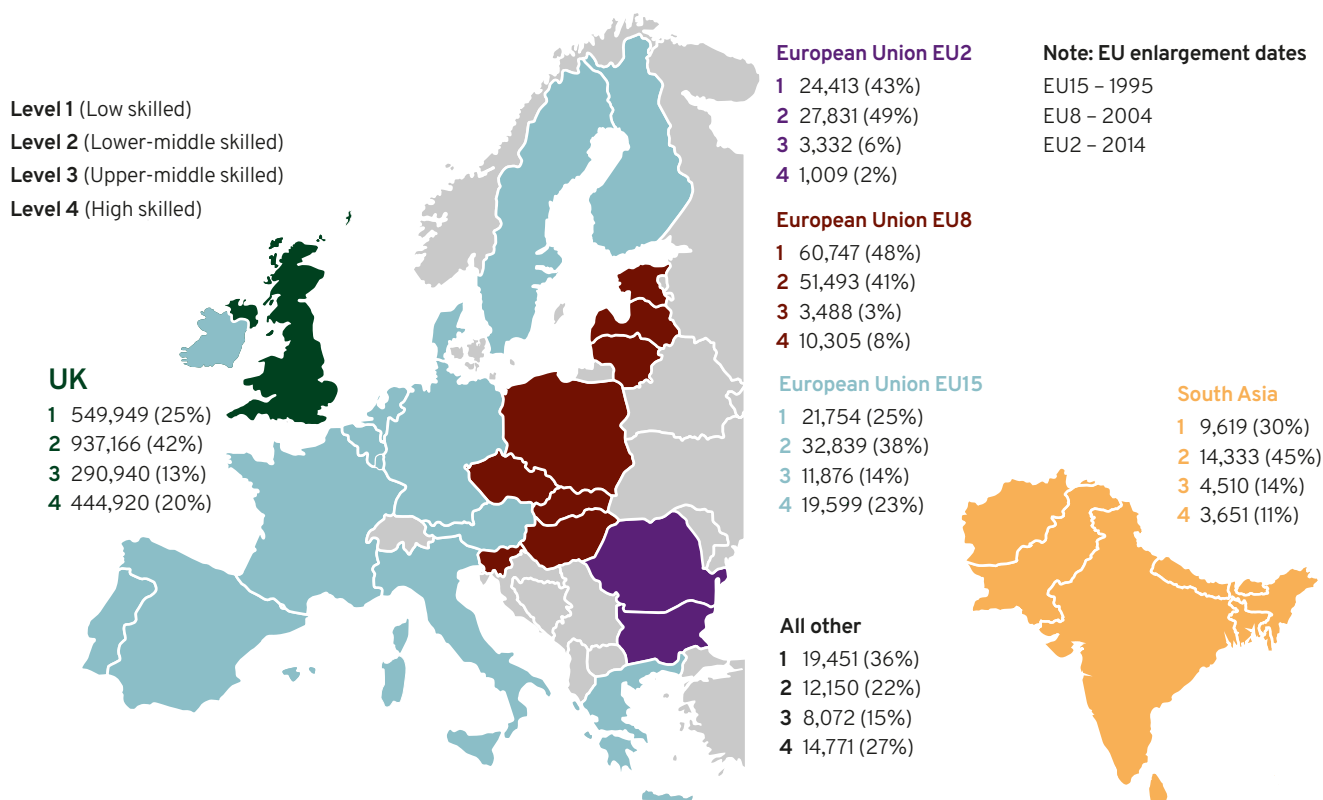 Level 1 (Low skilled)
Level 2 (Lower-middle skilled)
Level 3 (Upper-middle skilled)
Level 4 (High skilled)
UK
1 549,949 (25%)
2 937,166 (42%)
3 290,940 (13%)
4 444,920 (20%)
European Union EU2
1 24,413 (43%)
2 27,831 (49%)
3 3,332 (6%)
4 1,009 (2%)
Note: EU enlargement dates
EU15 – 1995
EU8 – 2004
EU2 – 2014
European Union EU8
1 60,747 (48%)
2 51,493 (41%)
3 3,488 (3%)
4 10,305 (8%)
European Union EU15
1 21,754 (25%)
2 32,839 (38%)
3 11,876 (14%)
4 19,599 (23%)
South Asia
1 9,619 (30%)
2 14,333 (45%)
3 4,510 (14%)
4 3,651 (11%)
All other
1 19,451 (36%)
2 12,150 (22%)
3 8,072 (15%)
4 14,771 (27%)